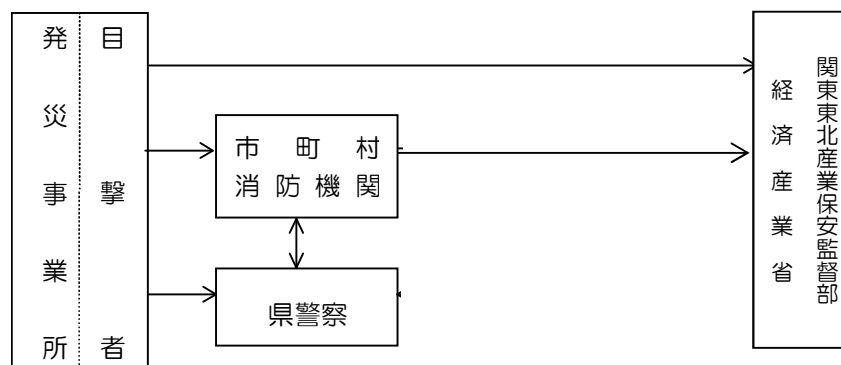 発災事業所
目撃者
市町村
消防機関
県警察
経済産業省
関東東北産業保安監督部